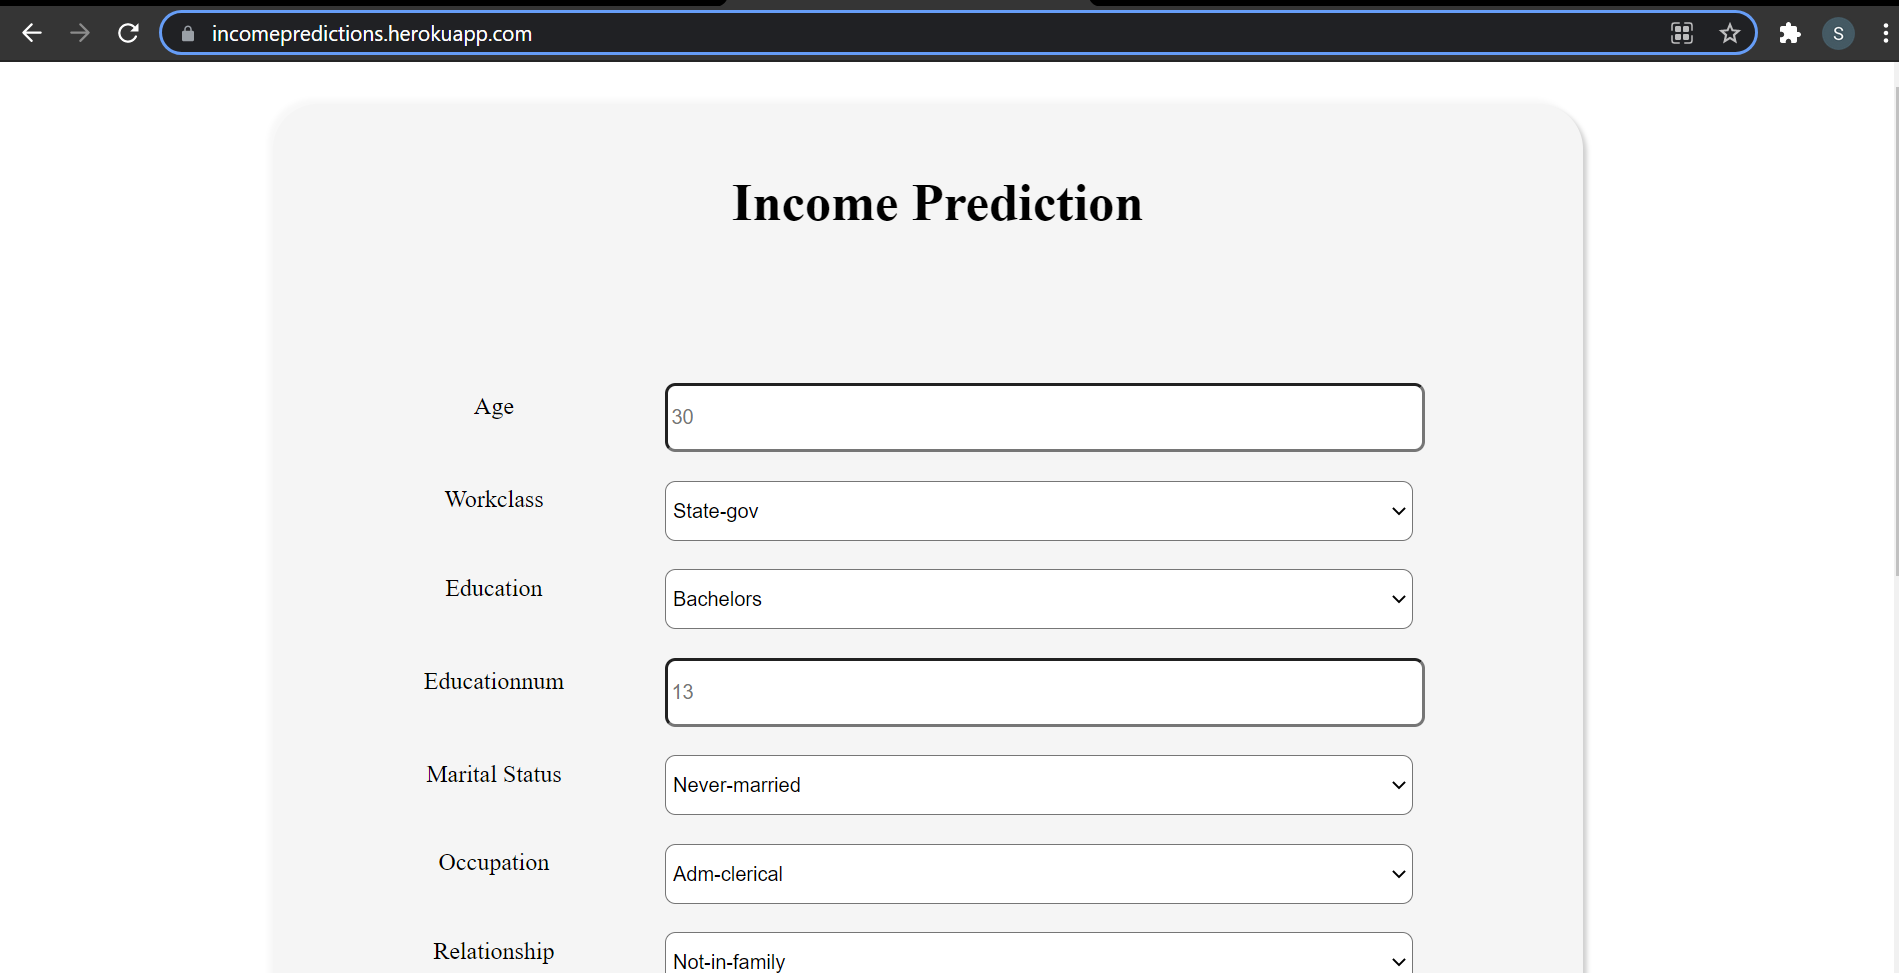 incomepredictions.herokuapp.com
S
Income Prediction
Age
30
Workclass
State-gov
Education
Bachelors
Educationnum
13
Marital Status
Never-married
Occupation
Adm-clerical
Relationship
Not-in-family